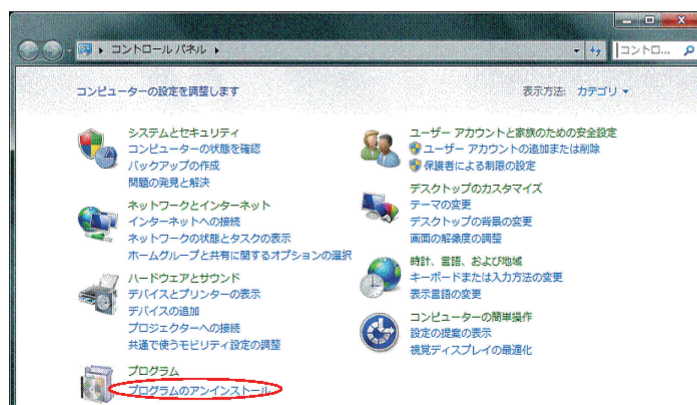 コントロール パネル
コントロ...
コンピューターの設定を調整します
表示方法: カテゴリ
システムとセキュリティ
コンピューターの状態を確認
バックアップの作成
問題の発見と解決
ネットワークとインターネット
インターネットへの接続
ネットワークの状態とタスクの表示
ホームグループと共有に関するオプションの選択
ハードウェアとサウンド
デバイスとプリンターの表示
デバイスの追加
プロジェクターへの接続
共通で使うモビリティ設定の調整
プログラム
プログラムのアンインストール
ユーザー アカウントと家族のための安全設定
ユーザー アカウントの追加または削除
保護者による制限の設定
デスクトップのカスタマイズ
テーマの変更
デスクトップの背景の変更
画面の解像度の調整
時計、言語、および地域
キーボードまたは入力方法の変更
表示言語の変更
コンピューターの簡単操作
設定の提案の表示
視覚ディスプレイの最適化